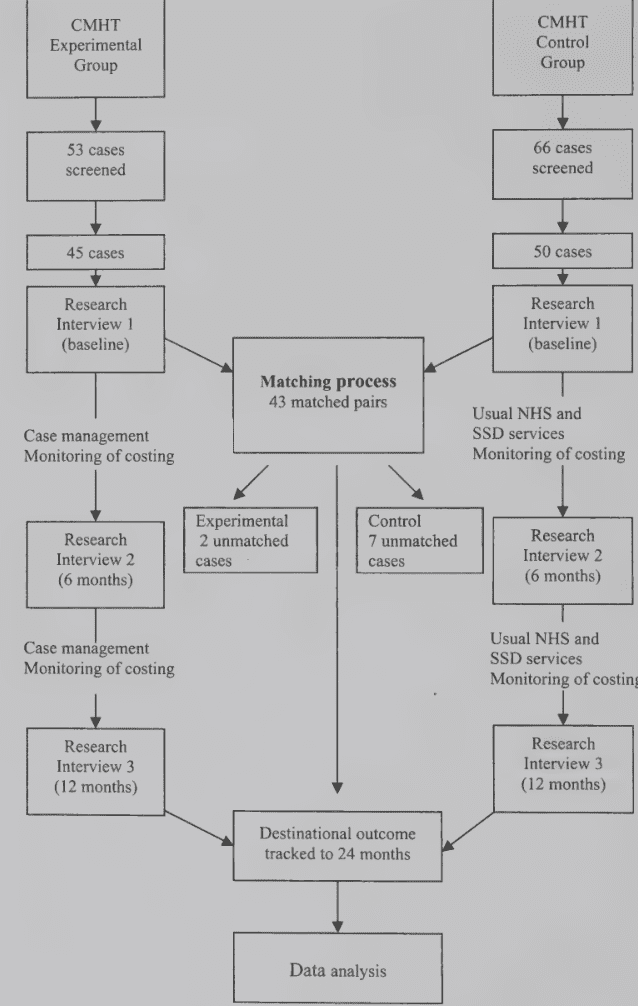 CMHT
Experimental
Group
CMHT
Control
Group
53 cases
screened
66 cases
screened
45 cases
50 cases
Research
Interview 1
(baseline)
Research
Interview 1
(baseline)
Matching process
43 matched pairs
Case management
Monitoring of costing
Usual NHS and
SSD services
Monitoring of costing
Experimental
2 unmatched
cases
Control
7 unmatched
cases
Research
Interview 2
(6 months)
Research
Interview 2
(6 months)
Case management
Monitoring of costing
Usual NHS and
SSD services
Monitoring of costing
Research
Interview 3
(12 months)
Research
Interview 3
(12 months)
Destinational outcome
tracked to 24 months
Data analysis